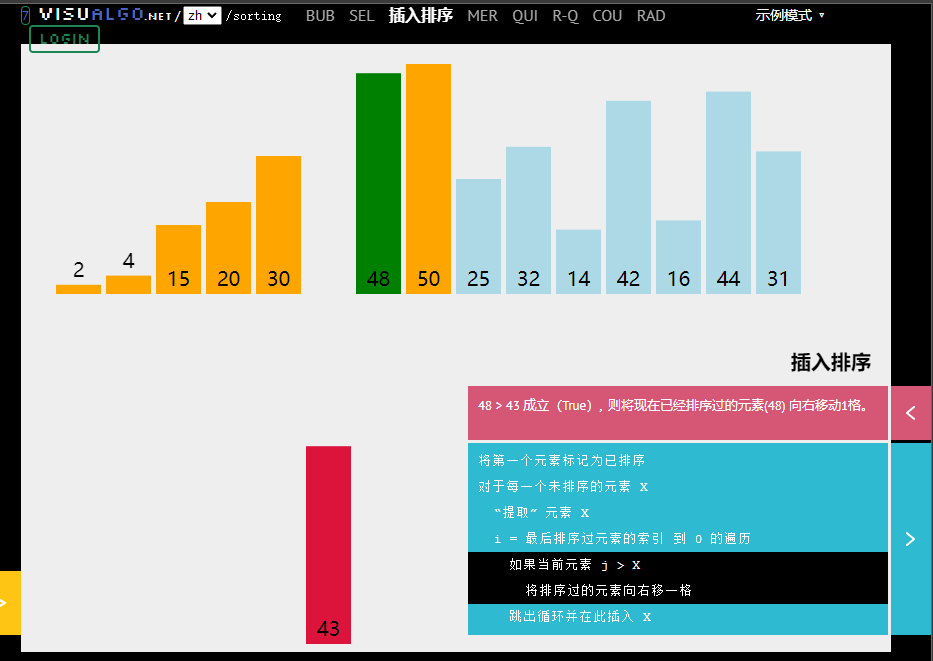 7 VISUALGO.NET/ zh /sorting BUB SEL 插入排序 MER QUI R-Q COU RAD 示例模式 ▼
LOGIN
2 4 15 20 30 48 50 25 32 14 42 16 44 31
插入排序
48 > 43 成立（True）, 则将现在已经排序过的元素(48) 向右移动1格。
将第一个元素标记为已排序
对于每一个未排序的元素 X
“提取” 元素 X
i = 最后排序过元素的索引 到 0 的遍历
如果当前元素 j > X
将排序过的元素向右移一格
跳出循环并在此插入 X
43